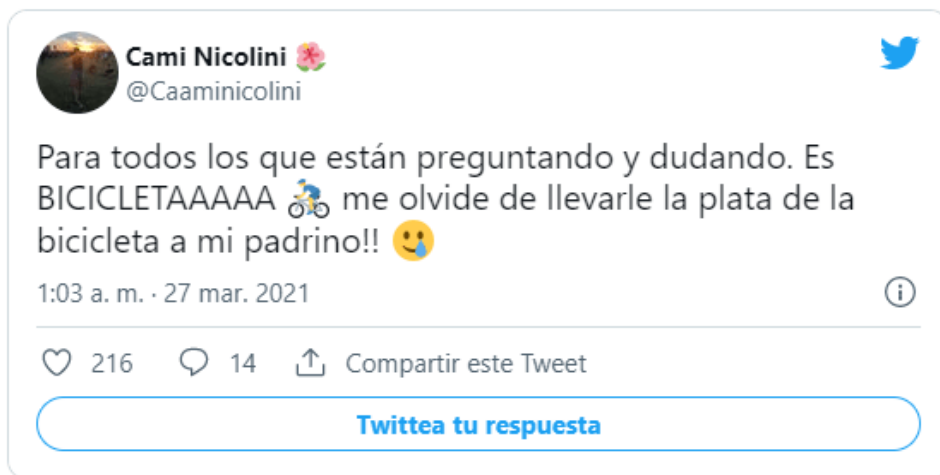 Cami Nicolini 🌺
@Caaminicolini
Para todos los que están preguntando y dudando. Es
BICICLETAAAAA 🚴‍♂️ me olvide de llevarle la plata de la
bicicleta a mi padrino!! 🥲
1:03 a. m. · 27 mar. 2021
216 14 Compartir este Tweet
Twittea tu respuesta